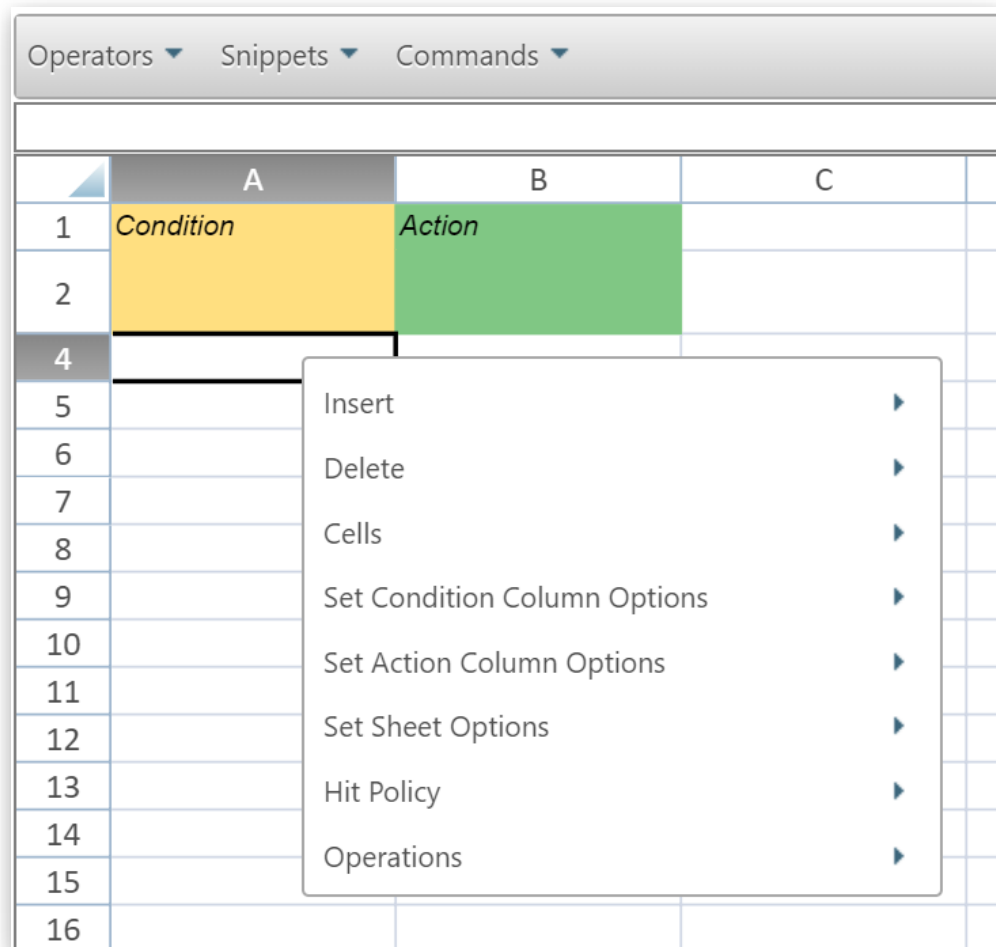 Operators Snippets Commands
A B C
1 Condition Action
2
4
Insert
5
Delete
6
7
Cells
8
Set Condition Column Options
9
10
Set Action Column Options
11
Set Sheet Options
12
13
Hit Policy
14
Operations
15
16